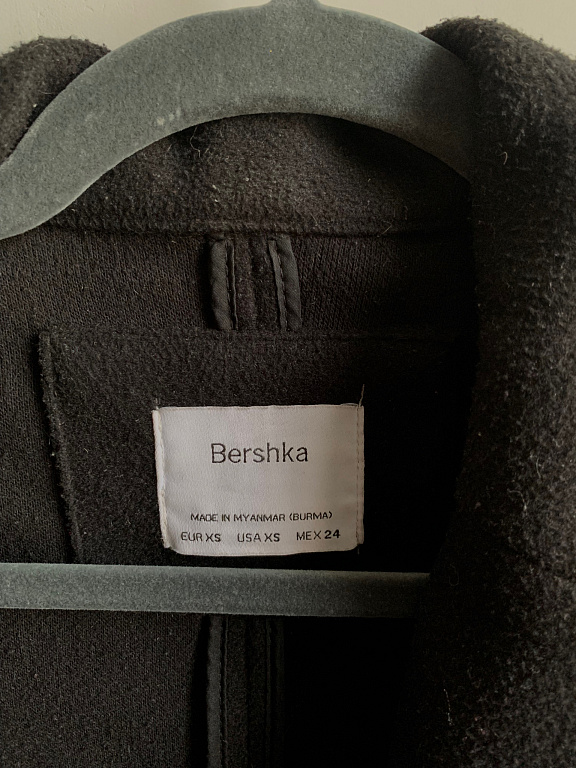 Bershka
MADE IN MYANMAR (BURMA)
EUR XS USA XS MEX 24